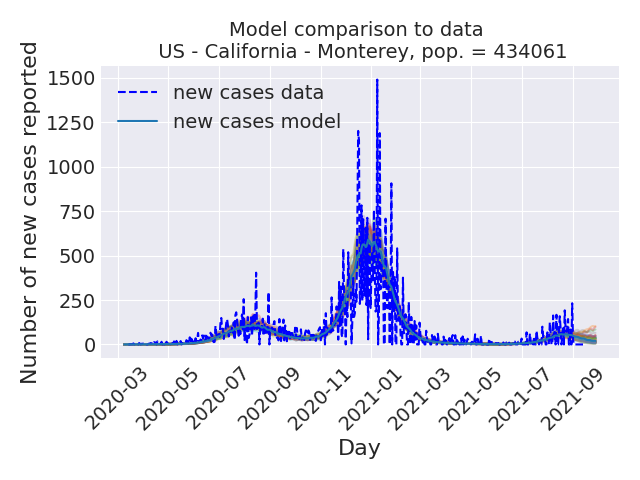 Model comparison to data
US - California - Monterey, pop. = 434061
Number of new cases reported
1500
1250
1000
750
500
250
0
new cases data
new cases model
2020-03
2020-05
2020-07
2020-09
2020-11
2021-01
2021-03
2021-05
2021-07
2021-09
Day